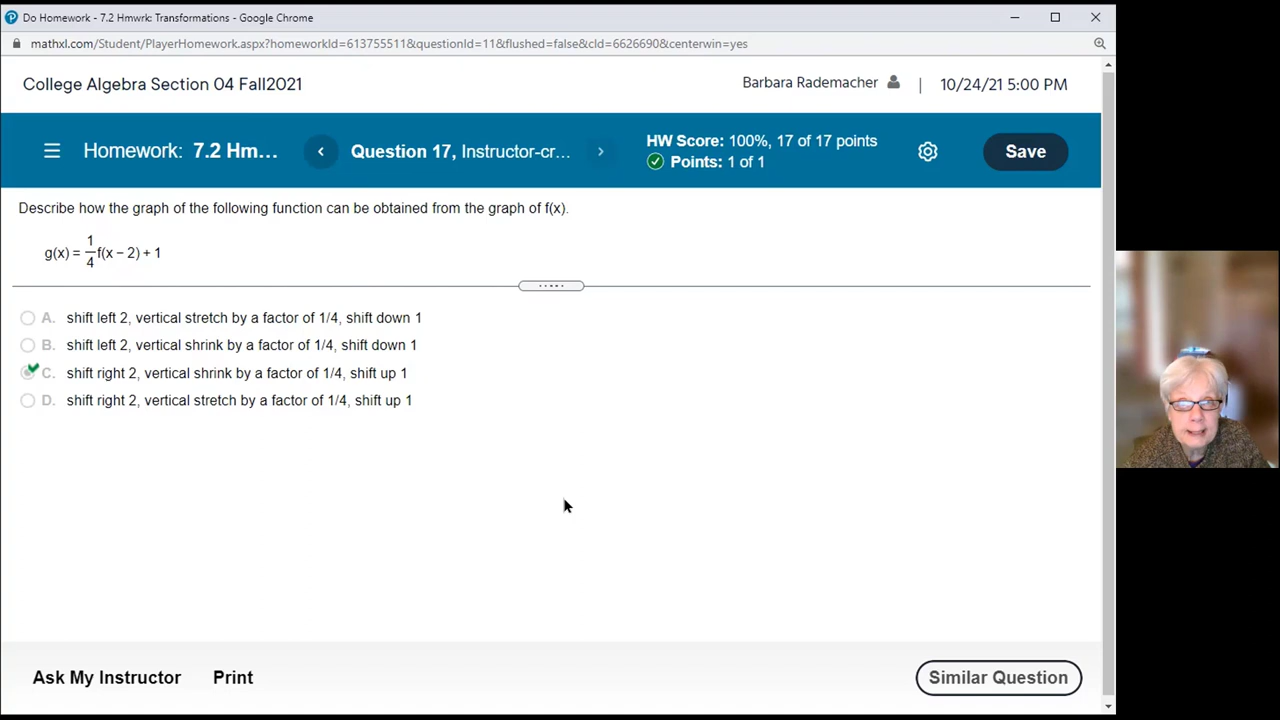 Do Homework - 7.2 Hmwrk: Transformations - Google Chrome
mathxl.com/Student/PlayerHomework.aspx?homeworkId=613755511&questionId=11&flushed=false&cId=6626690&centerwin=yes
College Algebra Section 04 Fall2021
Barbara Rademacher | 10/24/21 5:00 PM
Homework: 7.2 Hm...
Question 17, Instructor-cr...
HW Score: 100%, 17 of 17 points
Points: 1 of 1
Save
Describe how the graph of the following function can be obtained from the graph of f(x).
g(x) = 1/4 f(x − 2) + 1
A. shift left 2, vertical stretch by a factor of 1/4, shift down 1
B. shift left 2, vertical shrink by a factor of 1/4, shift down 1
C. shift right 2, vertical shrink by a factor of 1/4, shift up 1
D. shift right 2, vertical stretch by a factor of 1/4, shift up 1
Ask My Instructor Print Similar Question